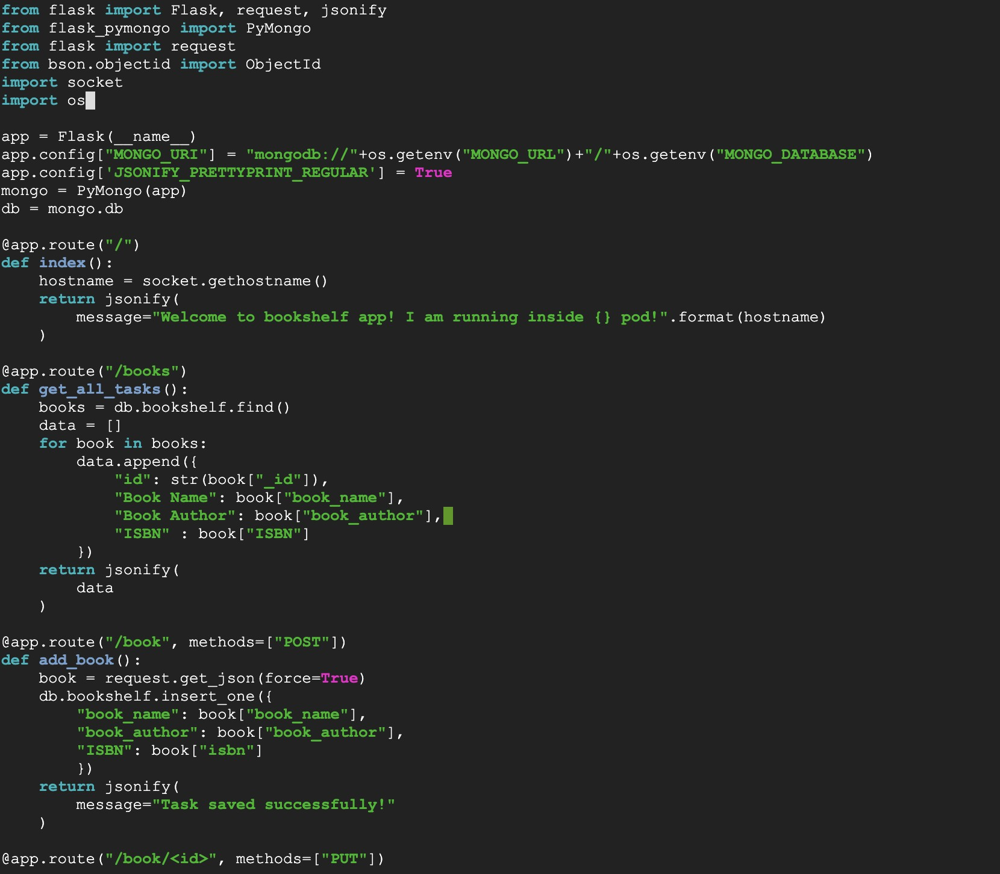 from flask import Flask, request, jsonify
from flask_pymongo import PyMongo
from flask import request
from bson.objectid import ObjectId
import socket
import os

app = Flask(__name__)
app.config["MONGO_URI"] = "mongodb://"+os.getenv("MONGO_URL")+"/"+os.getenv("MONGO_DATABASE")
app.config['JSONIFY_PRETTYPRINT_REGULAR'] = True
mongo = PyMongo(app)
db = mongo.db

@app.route("/")
def index():
    hostname = socket.gethostname()
    return jsonify(
        message="Welcome to bookshelf app! I am running inside {} pod!".format(hostname)
    )

@app.route("/books")
def get_all_tasks():
    books = db.bookshelf.find()
    data = []
    for book in books:
        data.append({
            "id": str(book["_id"]),
            "Book Name": book["book_name"],
            "Book Author": book["book_author"],
            "ISBN" : book["ISBN"]
        })
    return jsonify(
        data
    )

@app.route("/book", methods=["POST"])
def add_book():
    book = request.get_json(force=True)
    db.bookshelf.insert_one({
        "book_name": book["book_name"],
        "book_author": book["book_author"],
        "ISBN": book["isbn"]
        })
    return jsonify(
        message="Task saved successfully!"
    )

@app.route("/book/<id>", methods=["PUT"])